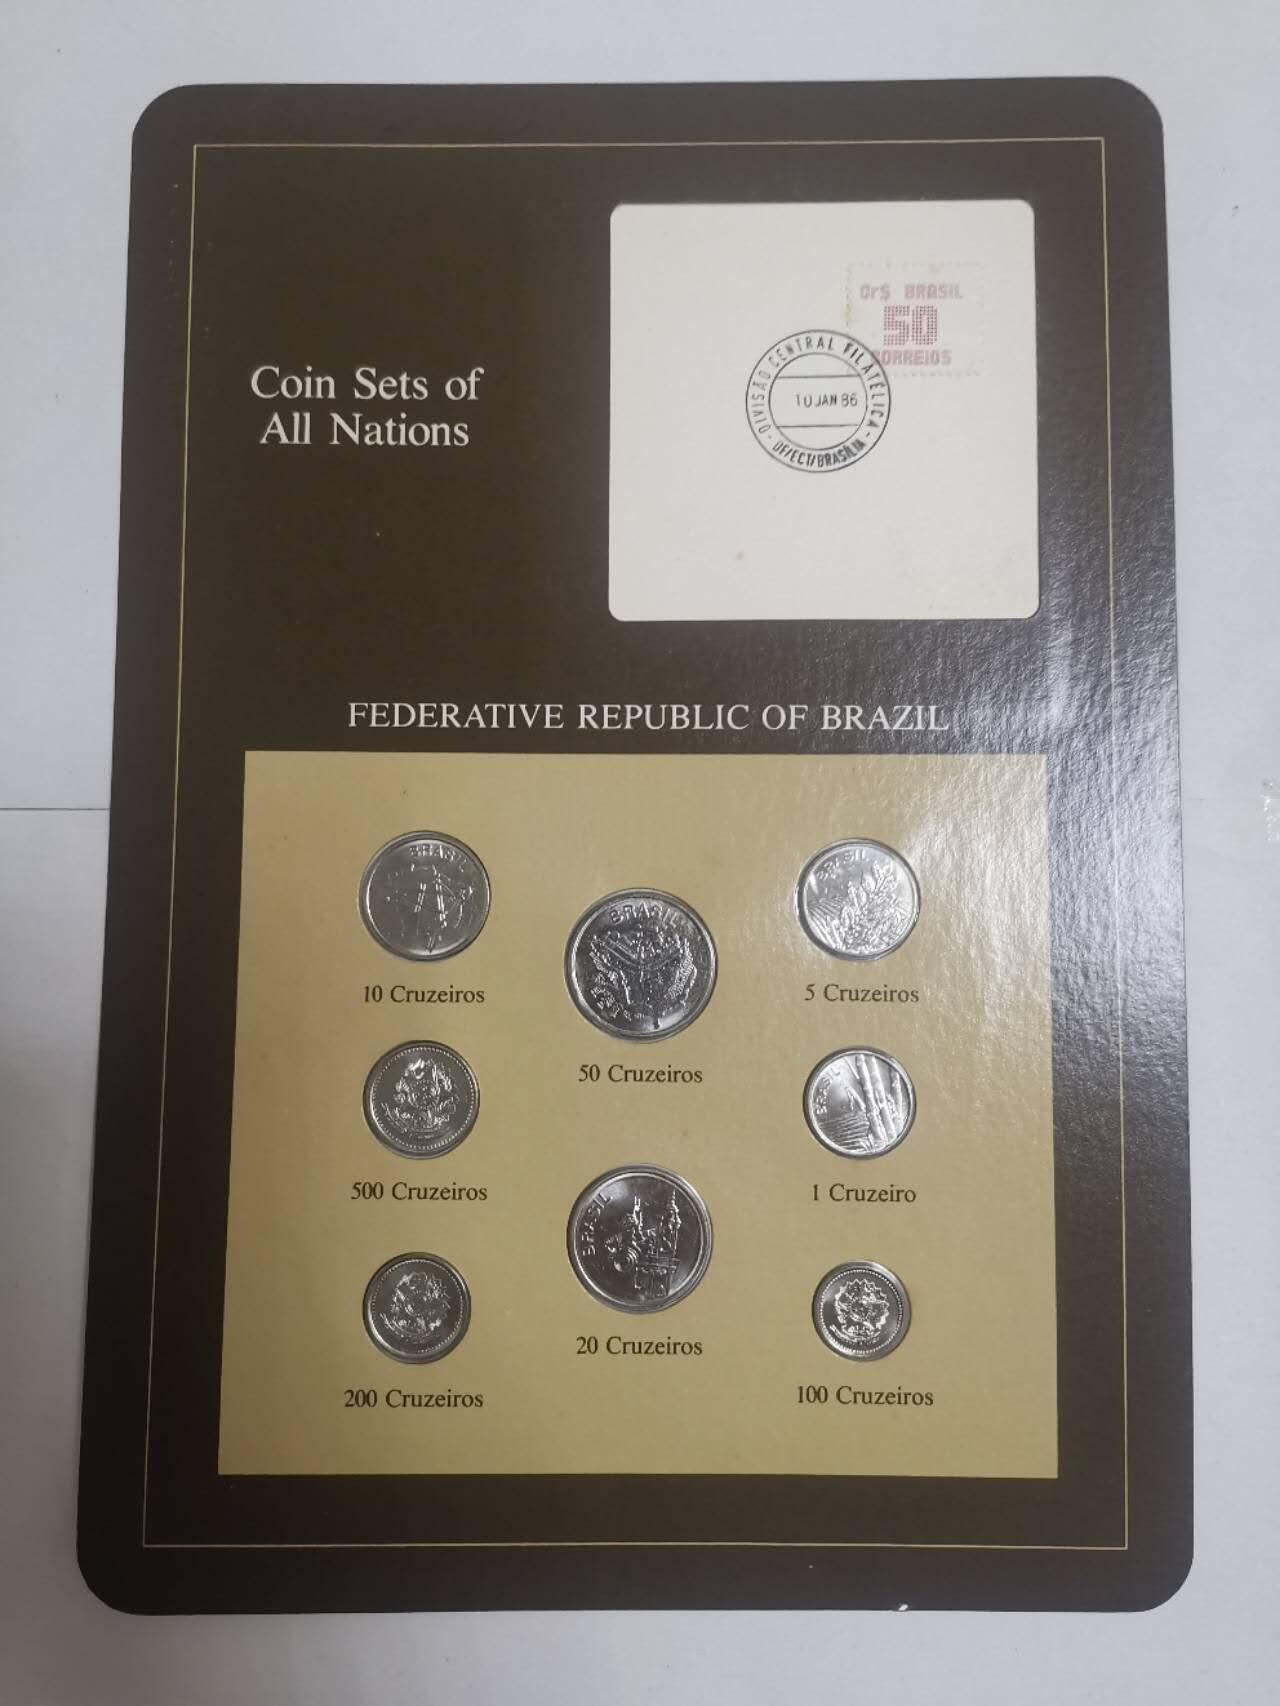 Coin Sets of
All Nations
Cr$ BRASIL
50
CORREIOS
DIVISÃO CENTRAL FILATÉLICA
10 JAN 86
DF/ECT/BRASÍLIA
FEDERATIVE REPUBLIC OF BRAZIL
BRASIL
10 Cruzeiros
BRASIL
50 Cruzeiros
BRASIL
5 Cruzeiros
500 Cruzeiros
BRASIL
1 Cruzeiro
BRASIL
20 Cruzeiros
200 Cruzeiros
100 Cruzeiros